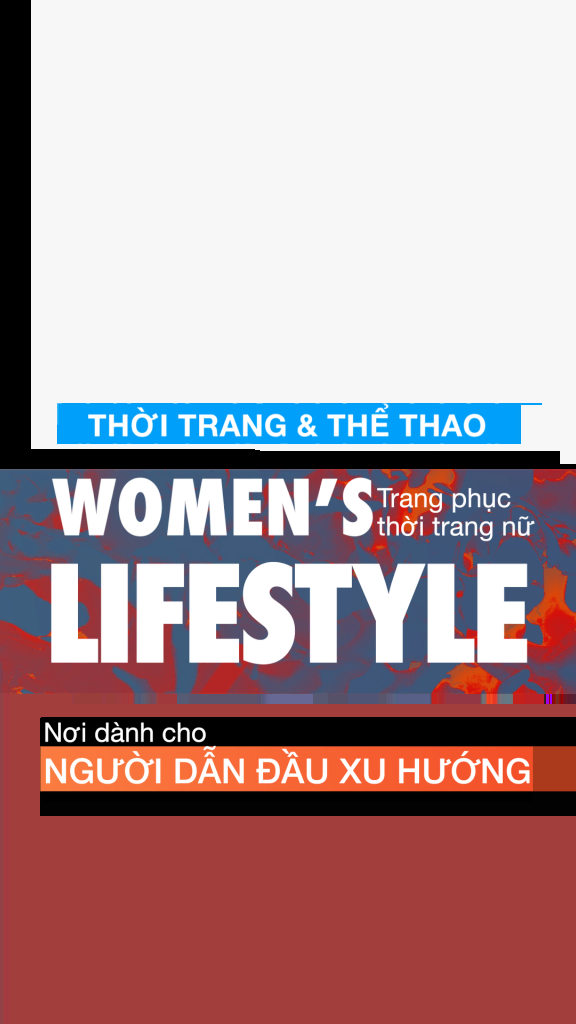 THỜI TRANG & THỂ THAO
WOMEN'S
Trang phục
thời trang nữ
LIFESTYLE
Nơi dành cho
NGƯỜI DẪN ĐẦU XU HƯỚNG